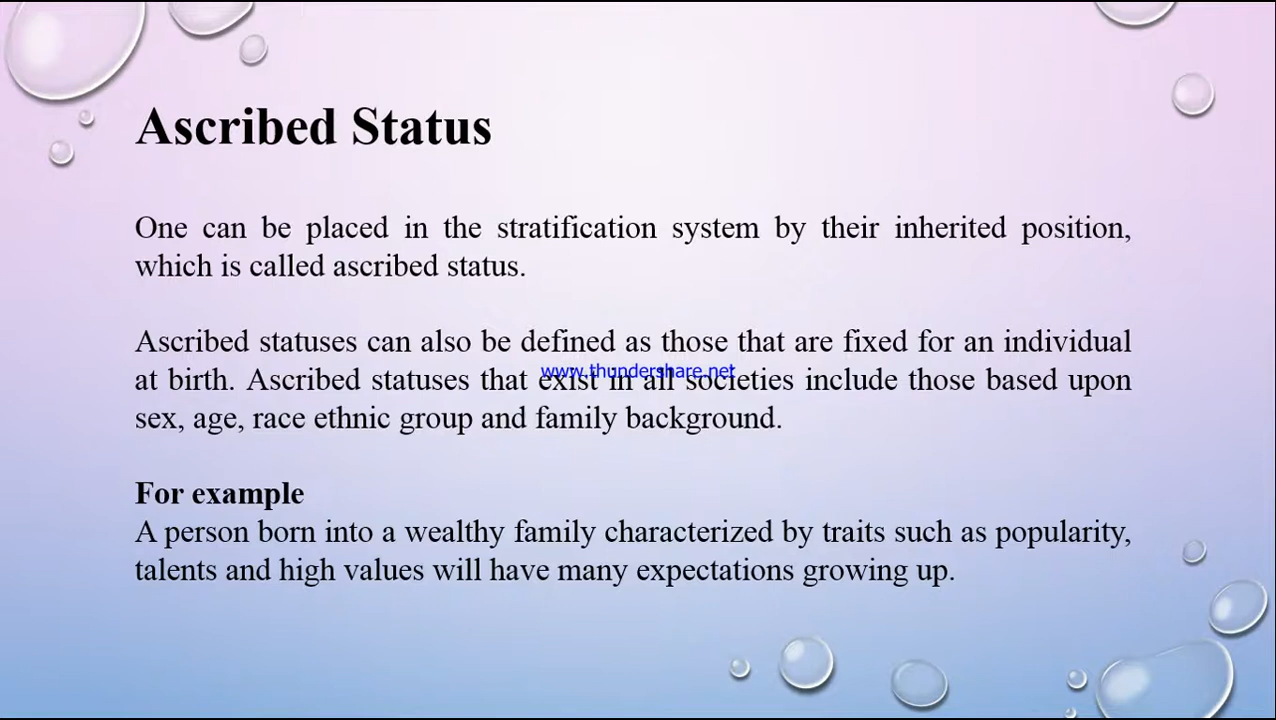 Ascribed Status
One can be placed in the stratification system by their inherited position,
which is called ascribed status.
Ascribed statuses can also be defined as those that are fixed for an individual
www.thundershare.net
at birth. Ascribed statuses that exist in all societies include those based upon
sex, age, race ethnic group and family background.
For example
A person born into a wealthy family characterized by traits such as popularity,
talents and high values will have many expectations growing up.